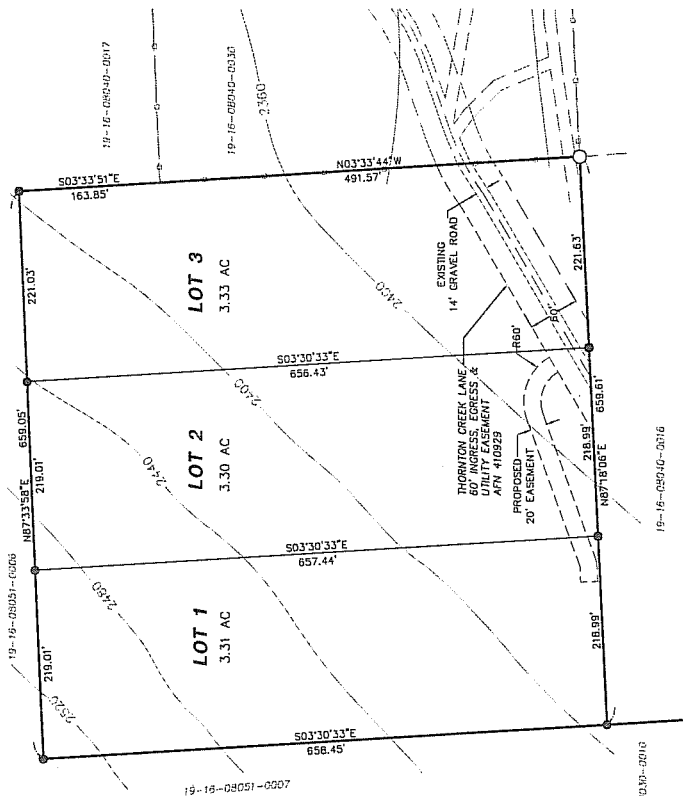 19-16-08040-0017
19-16-08040-0030
2360
S03°33'51"E
163.85'
N03°33'44"W
491.57'
221.03'
LOT 3
3.33 AC
EXISTING
14' GRAVEL ROAD
2400
60'
221.63'
S03°30'33"E
656.43'
2400
659.05'
N87°33'58"E
219.01'
LOT 2
3.30 AC
2440
THORNTON CREEK LANE
60' INGRESS, EGRESS, &
UTILITY EASEMENT
AFN 410929
R60'
PROPOSED
20' EASEMENT
659.61'
218.99'
N87°18'06"E
19-16-08040-0016
19-16-08051-0006
S03°30'33"E
657.44'
2480
LOT 1
3.31 AC
219.01'
2520
218.99'
S03°30'33"E
658.45'
19-16-08051-0007